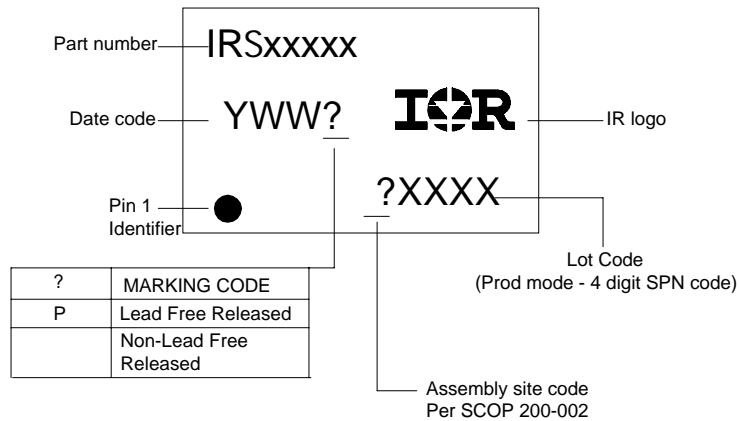 Part number
IRSxxxxx
Date code
YWW?
IOR
IR logo
?XXXX
Pin 1
Identifier
Lot Code
(Prod mode - 4 digit SPN code)
? MARKING CODE
P Lead Free Released
Non-Lead Free
Released
Assembly site code
Per SCOP 200-002